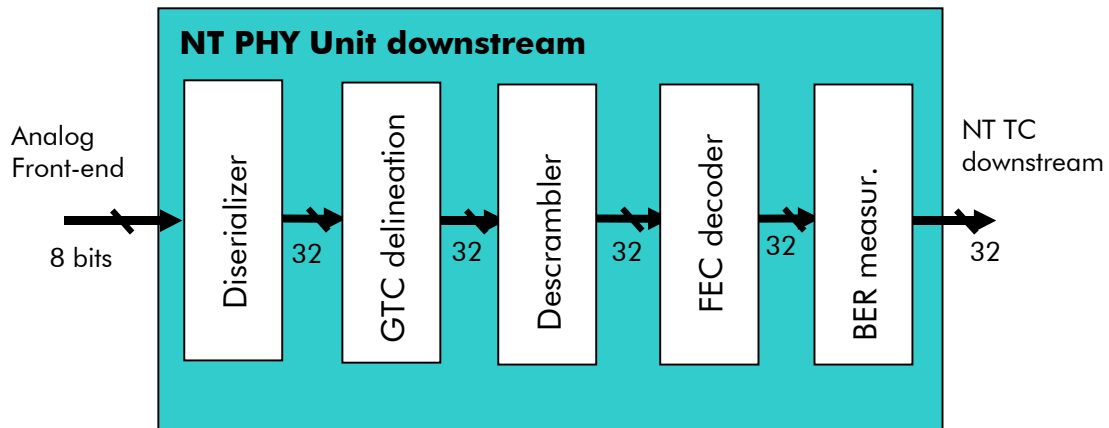 NT PHY Unit downstream
Analog
Front-end
8 bits
Diserializer
32
GTC delineation
32
Descrambler
32
FEC decoder
32
BER measur.
NT TC
downstream
32